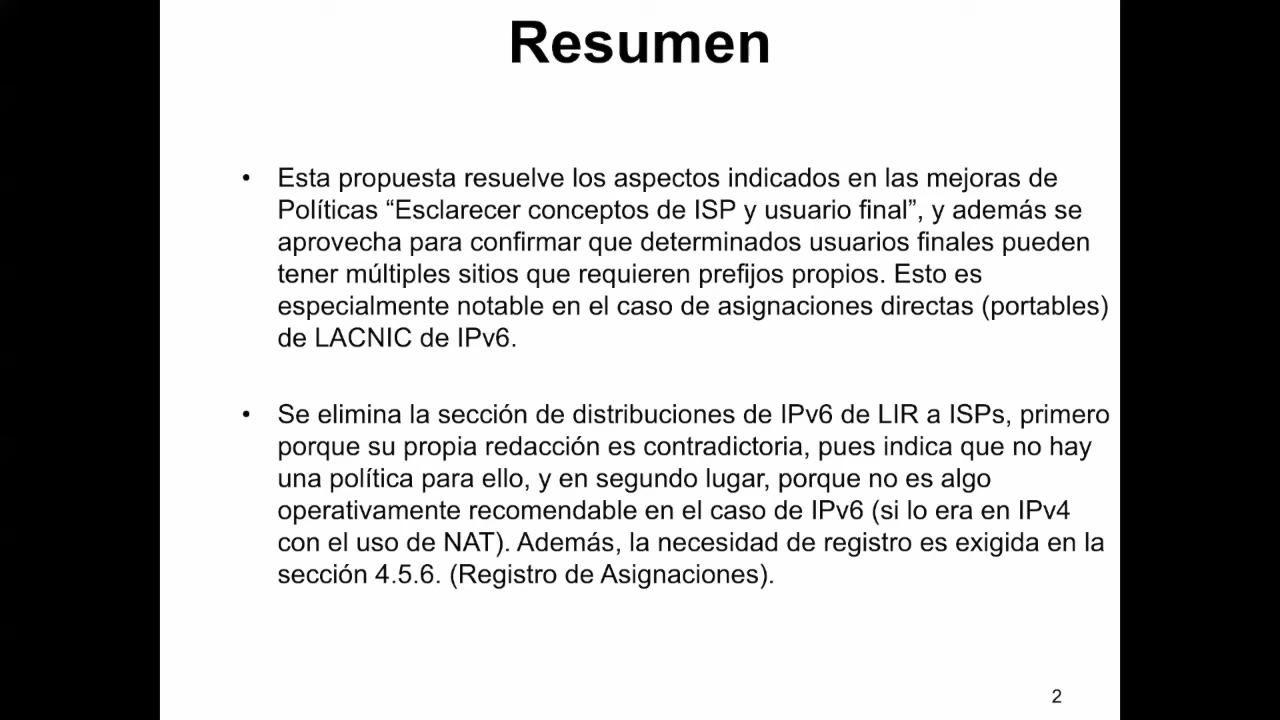 Resumen
• Esta propuesta resuelve los aspectos indicados en las mejoras de
Políticas “Esclarecer conceptos de ISP y usuario final”, y además se
aprovecha para confirmar que determinados usuarios finales pueden
tener múltiples sitios que requieren prefijos propios. Esto es
especialmente notable en el caso de asignaciones directas (portables)
de LACNIC de IPv6.
• Se elimina la sección de distribuciones de IPv6 de LIR a ISPs, primero
porque su propia redacción es contradictoria, pues indica que no hay
una política para ello, y en segundo lugar, porque no es algo
operativamente recomendable en el caso de IPv6 (si lo era en IPv4
con el uso de NAT). Además, la necesidad de registro es exigida en la
sección 4.5.6. (Registro de Asignaciones).
2